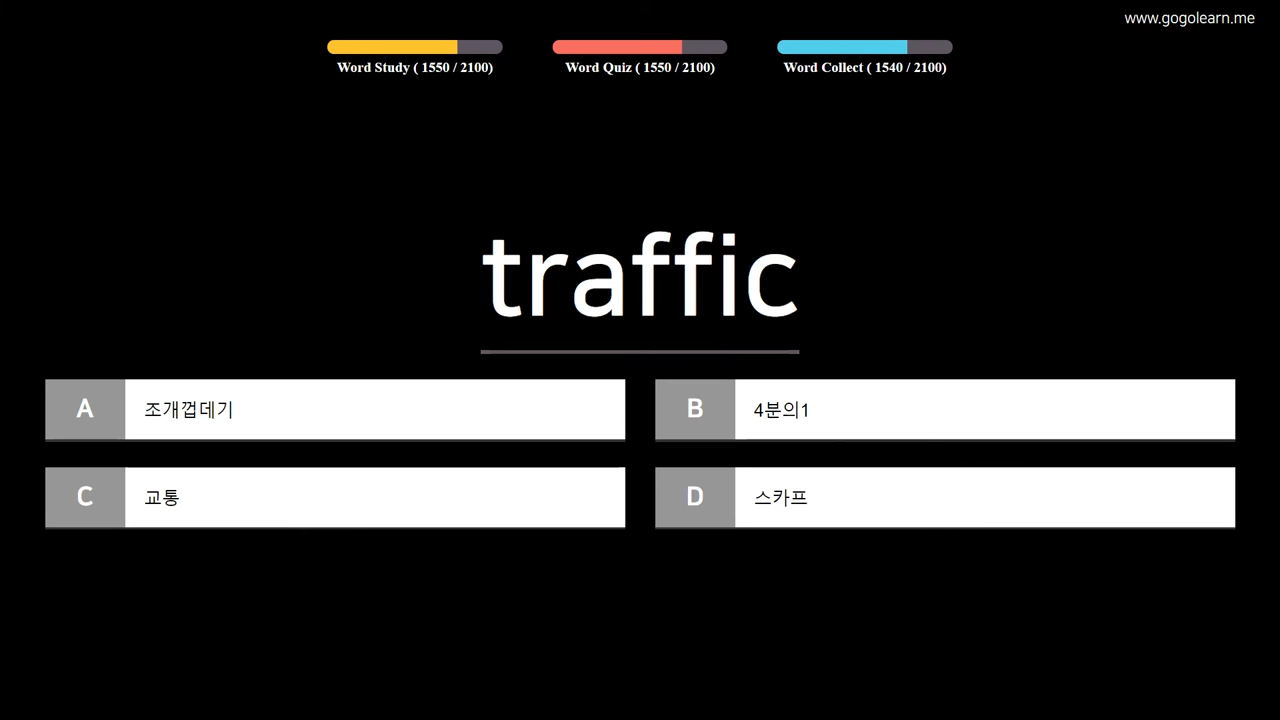 www.gogolearn.me
Word Study ( 1550 / 2100)
Word Quiz ( 1550 / 2100)
Word Collect ( 1540 / 2100)
traffic
A 조개껍데기
B 4분의1
C 교통
D 스카프